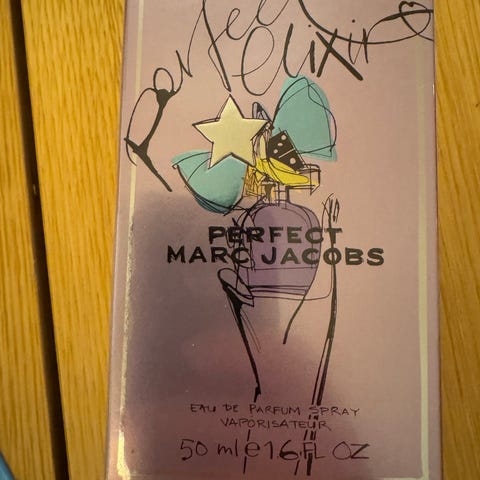 perfect elixir
PERFECT
MARC JACOBS
EAU DE PARFUM SPRAY
VAPORISATEUR
50 ml e 1.6 FL OZ